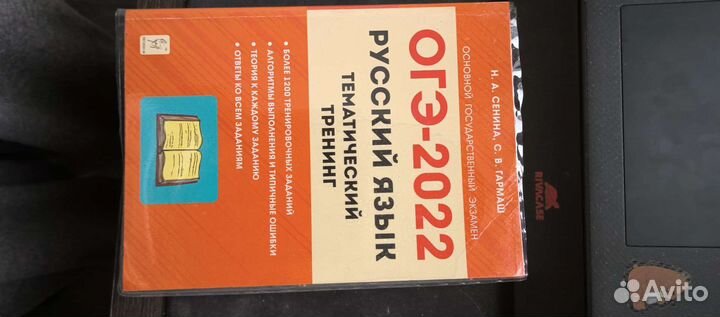 Н. А. СЕНИНА, С. В. ГАРМАШ
ОСНОВНОЙ ГОСУДАРСТВЕННЫЙ ЭКЗАМЕН
ОГЭ-2022
РУССКИЙ ЯЗЫК
ТЕМАТИЧЕСКИЙ
ТРЕНИНГ
• БОЛЕЕ 1200 ТРЕНИРОВОЧНЫХ ЗАДАНИЙ
• АЛГОРИТМЫ ВЫПОЛНЕНИЯ И ТИПИЧНЫЕ ОШИБКИ
• ТЕОРИЯ К КАЖДОМУ ЗАДАНИЮ
• ОТВЕТЫ КО ВСЕМ ЗАДАНИЯМ
RIVACASE
Avito